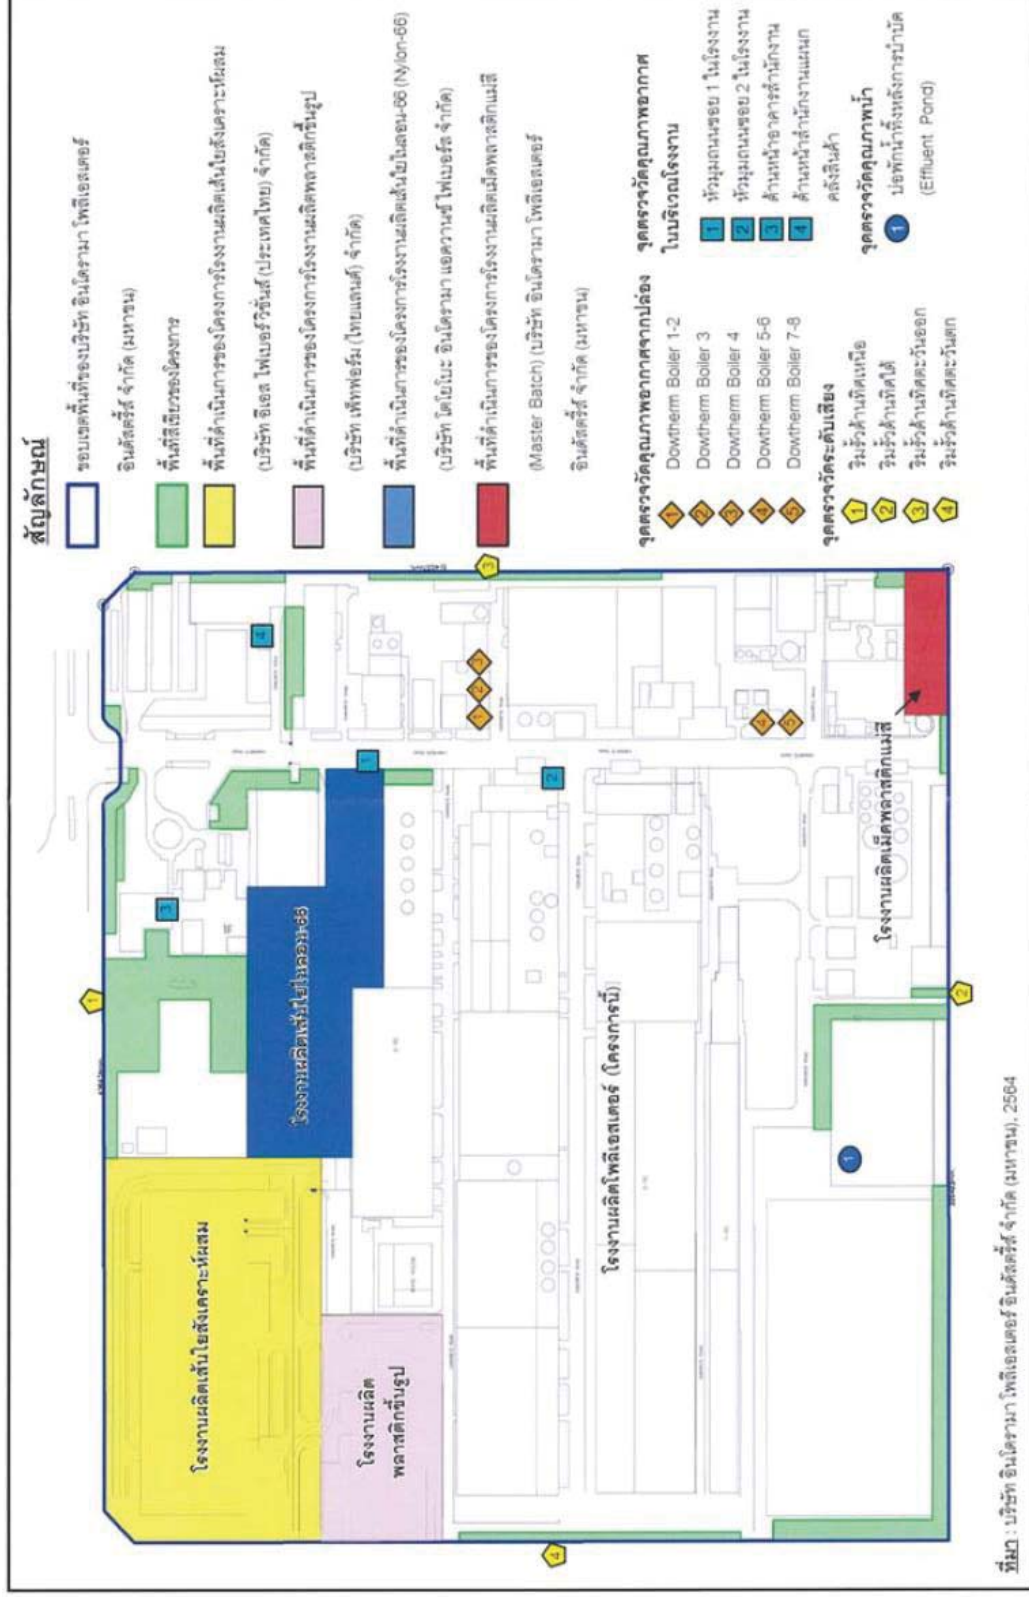 สัญลักษณ์
ขอบเขตพื้นที่ของบริษัท อินโดรามา โพลีเอสเตอร์
อินดัสตรี้ส์ จำกัด (มหาชน)
พื้นที่สีเขียวของโครงการ
พื้นที่ดำเนินการของโครงการโรงงานผลิตเส้นใยสังเคราะห์ผสม
(บริษัท อีเอส ไฟเบอร์วิชั่นส์ (ประเทศไทย) จำกัด)
พื้นที่ดำเนินการของโครงการโรงงานผลิตพลาสติกขึ้นรูป
(บริษัท เพ็ทฟอร์ม (ไทยแลนด์) จำกัด)
พื้นที่ดำเนินการของโครงการโรงงานผลิตเส้นใยไนลอน-66 (Nylon-66)
(บริษัท โตโยโบะ อินโดรามา แอดวานซ์ ไฟเบอร์ส จำกัด)
พื้นที่ดำเนินการของโครงการโรงงานผลิตเม็ดพลาสติกแม่สี
(Master Batch) (บริษัท อินโดรามา โพลีเอสเตอร์
อินดัสตรี้ส์ จำกัด (มหาชน)
จุดตรวจวัดคุณภาพอากาศจากปล่อง
1 Dowtherm Boiler 1-2
2 Dowtherm Boiler 3
3 Dowtherm Boiler 4
4 Dowtherm Boiler 5-6
5 Dowtherm Boiler 7-8
จุดตรวจวัดระดับเสียง
1 ริมรั้วด้านทิศเหนือ
2 ริมรั้วด้านทิศใต้
3 ริมรั้วด้านทิศตะวันออก
4 ริมรั้วด้านทิศตะวันตก
จุดตรวจวัดคุณภาพอากาศ
ในบริเวณโรงงาน
1 หัวมุมถนนซอย 1 ในโรงงาน
2 หัวมุมถนนซอย 2 ในโรงงาน
3 ด้านหน้าอาคารสำนักงาน
4 ด้านหน้าสำนักงานแผนก
คลังสินค้า
จุดตรวจวัดคุณภาพน้ำ
1 บ่อพักน้ำทิ้งหลังการบำบัด
(Effluent Pond)
โรงงานผลิตเส้นใยสังเคราะห์ผสม
โรงงานผลิตเส้นใยไนลอน-66
โรงงานผลิต
พลาสติกขึ้นรูป
โรงงานผลิตโพลีเอสเตอร์ (โครงการนี้)
โรงงานผลิตเม็ดพลาสติกแม่สี
1
3
4
1
1
2
3
3
2
4
5
4
1
2
ที่มา : บริษัท อินโดรามา โพลีเอสเตอร์ อินดัสตรี้ส์ จำกัด (มหาชน), 2564